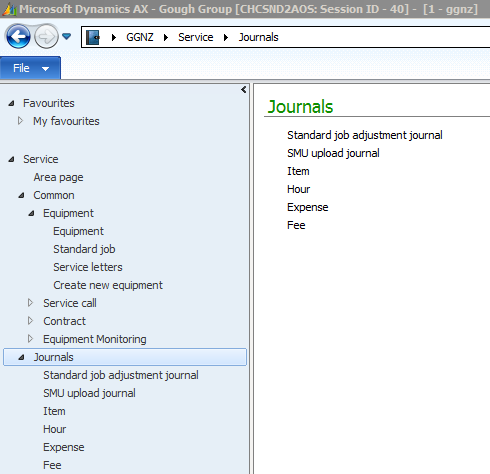 Microsoft Dynamics AX - Gough Group [CHCSND2AOS: Session ID - 40] - [1 - ggnz]
GGNZ Service Journals
File
Favourites
My favourites
Service
Area page
Common
Equipment
Equipment
Standard job
Service letters
Create new equipment
Service call
Contract
Equipment Monitoring
Journals
Standard job adjustment journal
SMU upload journal
Item
Hour
Expense
Fee
Journals
Standard job adjustment journal
SMU upload journal
Item
Hour
Expense
Fee